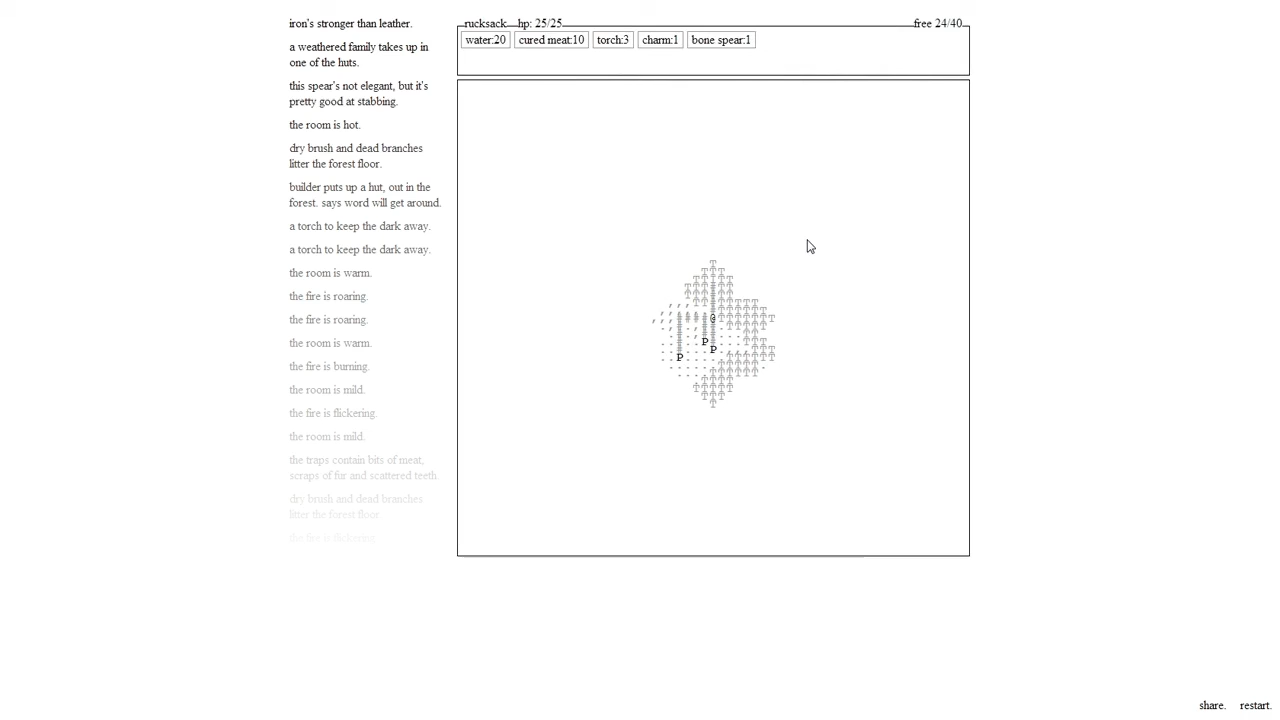 iron's stronger than leather.
a weathered family takes up in
one of the huts.
this spear's not elegant, but it's
pretty good at stabbing.
the room is hot.
dry brush and dead branches
litter the forest floor.
builder puts up a hut, out in the
forest. says word will get around.
a torch to keep the dark away.
a torch to keep the dark away.
the room is warm.
the fire is roaring.
the fire is roaring.
the room is warm.
the fire is burning.
the room is mild.
the fire is flickering.
the room is mild.
the traps contain bits of meat,
scraps of fur and scattered teeth.
dry brush and dead branches
litter the forest floor.
the fire is flickering.
rucksack hp: 25/25 free 24/40
water:20 cured meat:10 torch:3 charm:1 bone spear:1
share. restart.